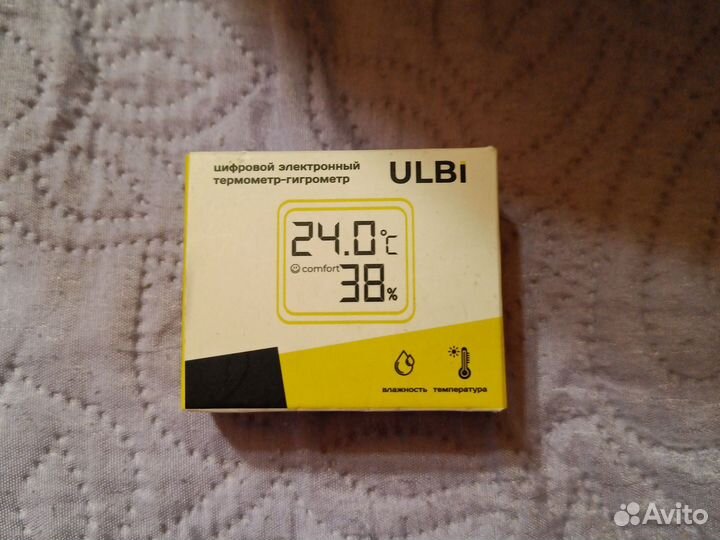 цифровой электронный
термометр-гигрометр
ULBi
24.0°C
comfort
38%
влажность температура
Avito